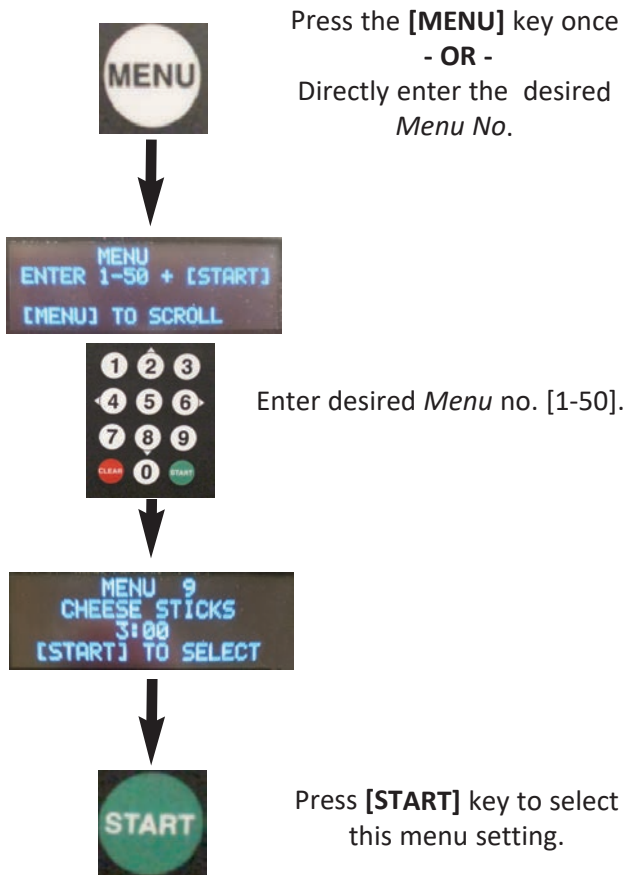 MENU
Press the [MENU] key once
- OR -
Directly enter the desired
Menu No.
MENU
ENTER 1-50 + [START]
[MENU] TO SCROLL
1 2 3
4 5 6
7 8 9
CLEAR 0 START
Enter desired Menu no. [1-50].
MENU 9
CHEESE STICKS
3:00
[START] TO SELECT
START
Press [START] key to select
this menu setting.